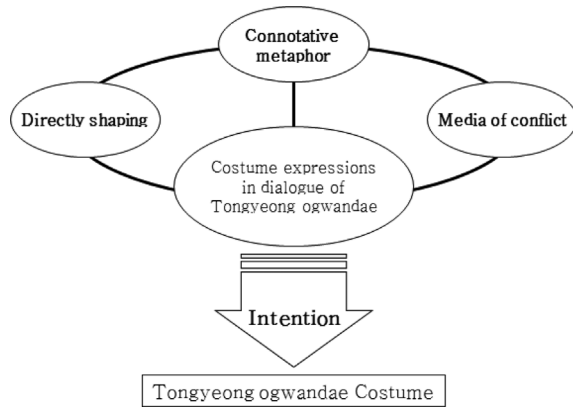 Connotative
metaphor
Directly shaping
Media of conflict
Costume expressions
in dialogue of
Tongyeong ogwandae
Intention
Tongyeong ogwandae Costume